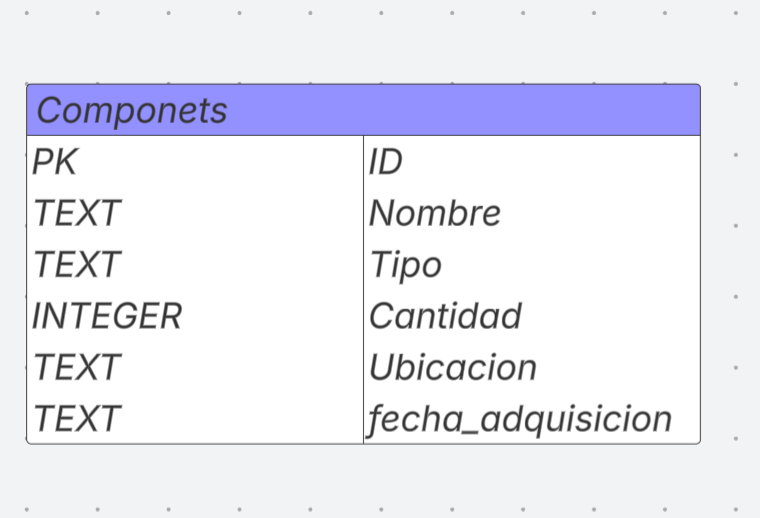 Componets
PK ID
TEXT Nombre
TEXT Tipo
INTEGER Cantidad
TEXT Ubicacion
TEXT fecha_adquisicion